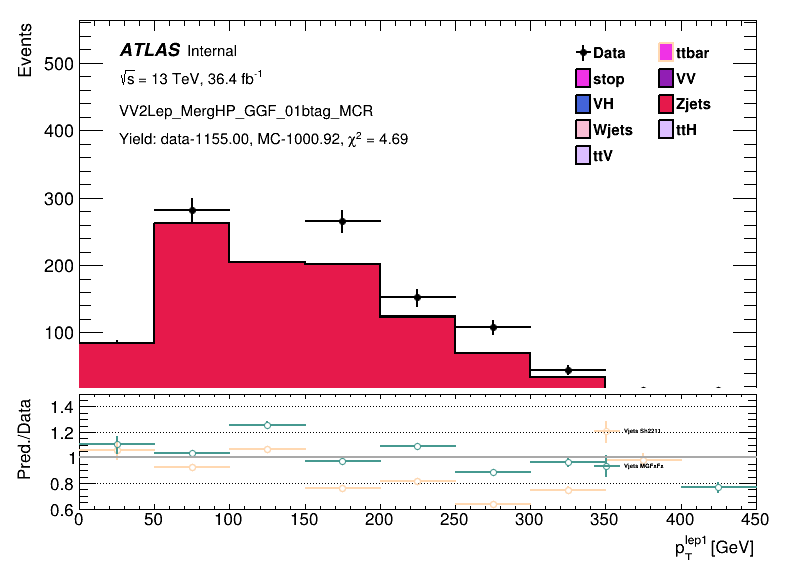 Events
500
400
300
200
100
ATLAS Internal
√s = 13 TeV, 36.4 fb⁻¹
VV2Lep_MergHP_GGF_01btag_MCR
Yield: data-1155.00, MC-1000.92, χ² = 4.69
Data
ttbar
stop
VV
VH
Zjets
Wjets
ttH
ttV
Pred./Data
1.4
1.2
1
0.8
0.6
Vjets Sh2211
Vjets MGFxFx
0 50 100 150 200 250 300 350 400 450
p_T^lep1 [GeV]